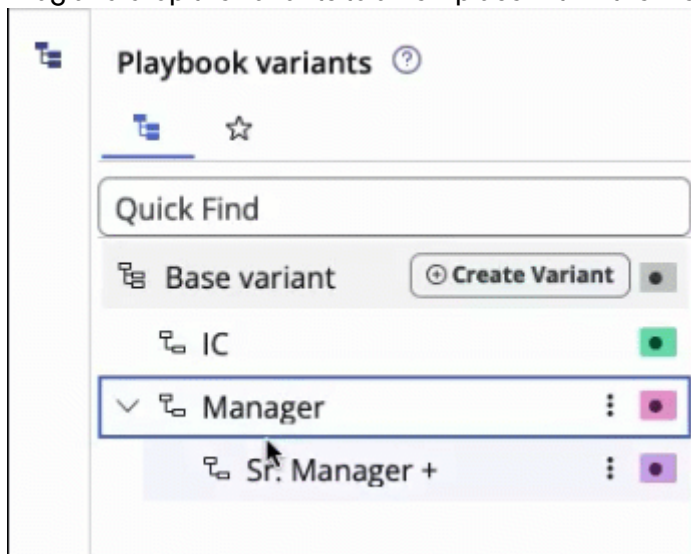 Playbook variants
Quick Find
Base variant
Create Variant
IC
Manager
Sr. Manager +